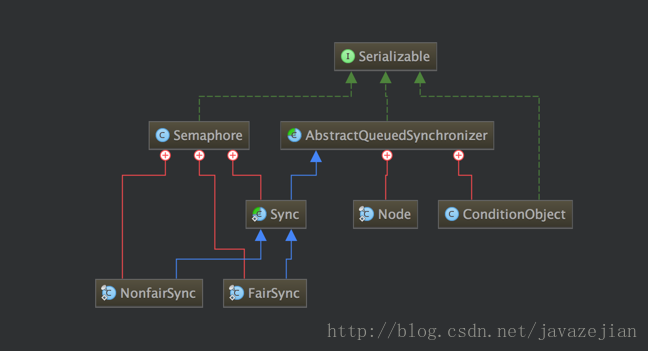 Serializable
Semaphore
AbstractQueuedSynchronizer
Sync
Node
ConditionObject
NonfairSync
FairSync
http://blog.csdn.net/javazejian